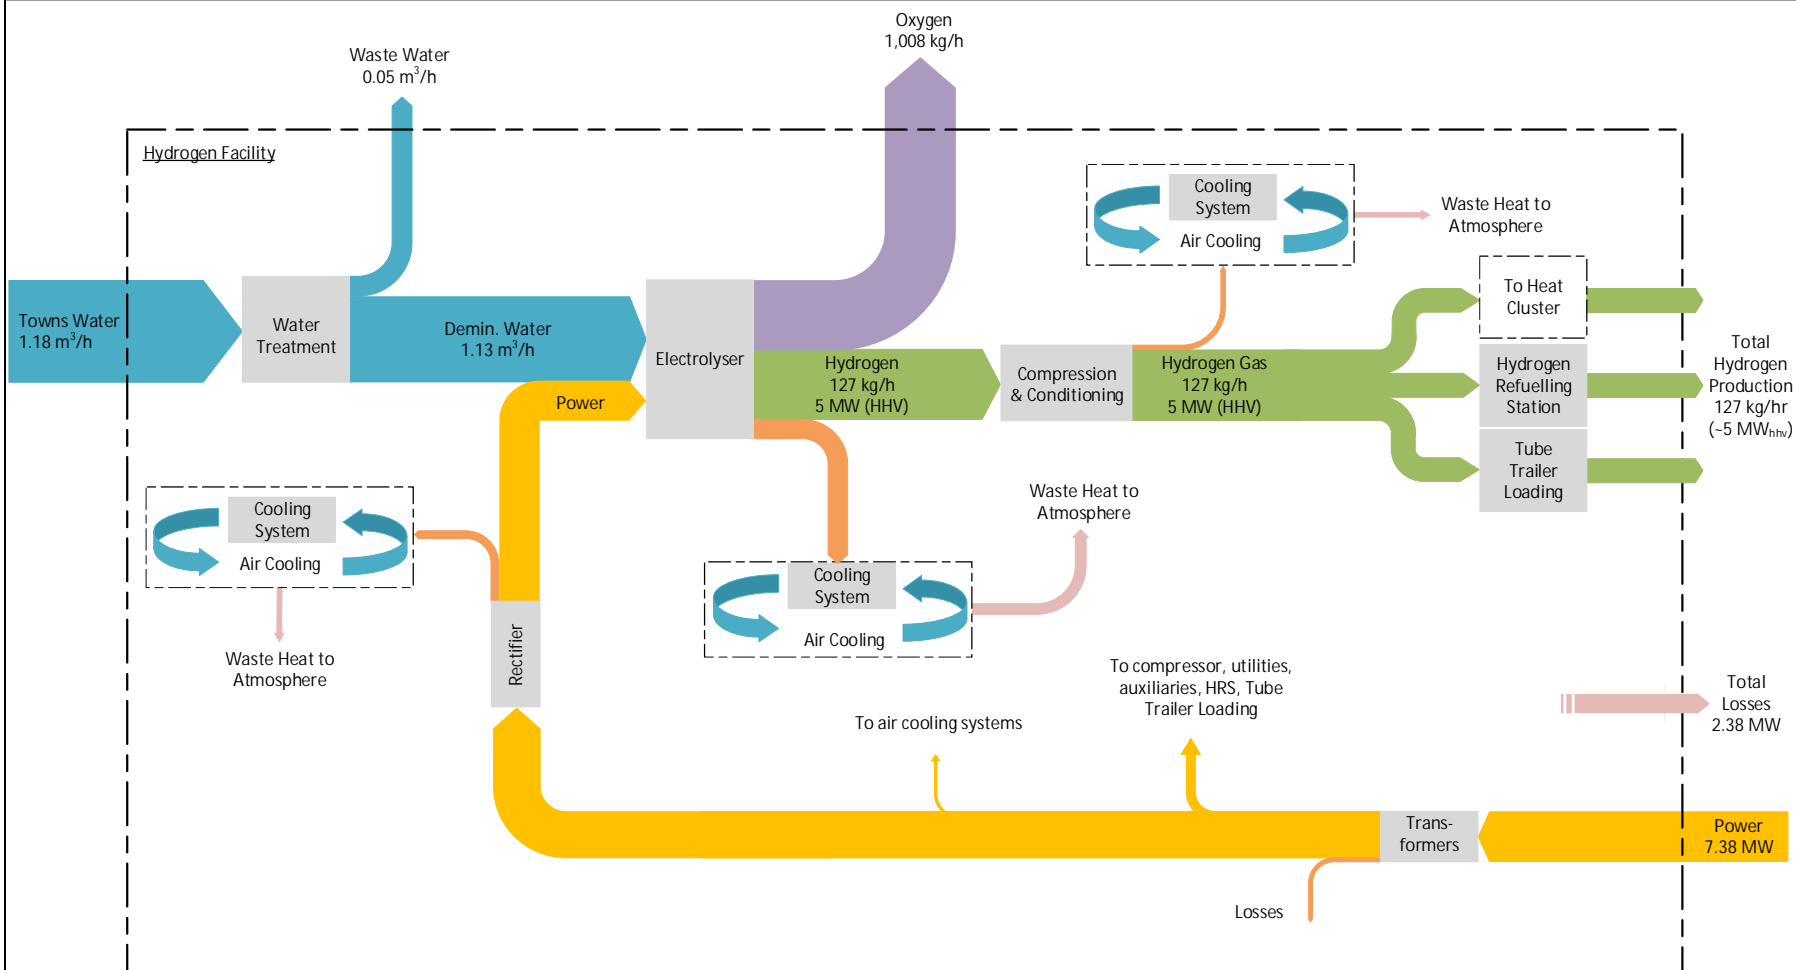 Oxygen
1,008 kg/h
Waste Water
0.05 m³/h
Hydrogen Facility
Cooling
System
Air Cooling
Waste Heat to
Atmosphere
Towns Water
1.18 m³/h
Water
Treatment
Demin. Water
1.13 m³/h
Electrolyser
Power
Hydrogen
127 kg/h
5 MW (HHV)
Compression
& Conditioning
Hydrogen Gas
127 kg/h
5 MW (HHV)
To Heat
Cluster
Hydrogen
Refuelling
Station
Tube
Trailer
Loading
Total
Hydrogen
Production
127 kg/hr
(~5 MWhhv)
Cooling
System
Air Cooling
Waste Heat to
Atmosphere
Rectifier
Cooling
System
Air Cooling
Waste Heat to
Atmosphere
To air cooling systems
To compressor, utilities,
auxiliaries, HRS, Tube
Trailer Loading
Total
Losses
2.38 MW
Trans-
formers
Power
7.38 MW
Losses